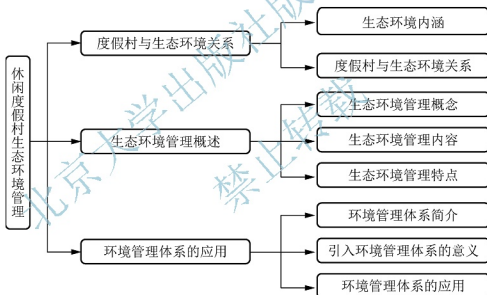 休闲度假村生态环境管理
度假村与生态环境关系
生态环境内涵
度假村与生态环境关系
生态环境管理概述
生态环境管理概念
生态环境管理内容
生态环境管理特点
环境管理体系的应用
环境管理体系简介
引入环境管理体系的意义
环境管理体系的应用
北京大学出版社版
禁止转载